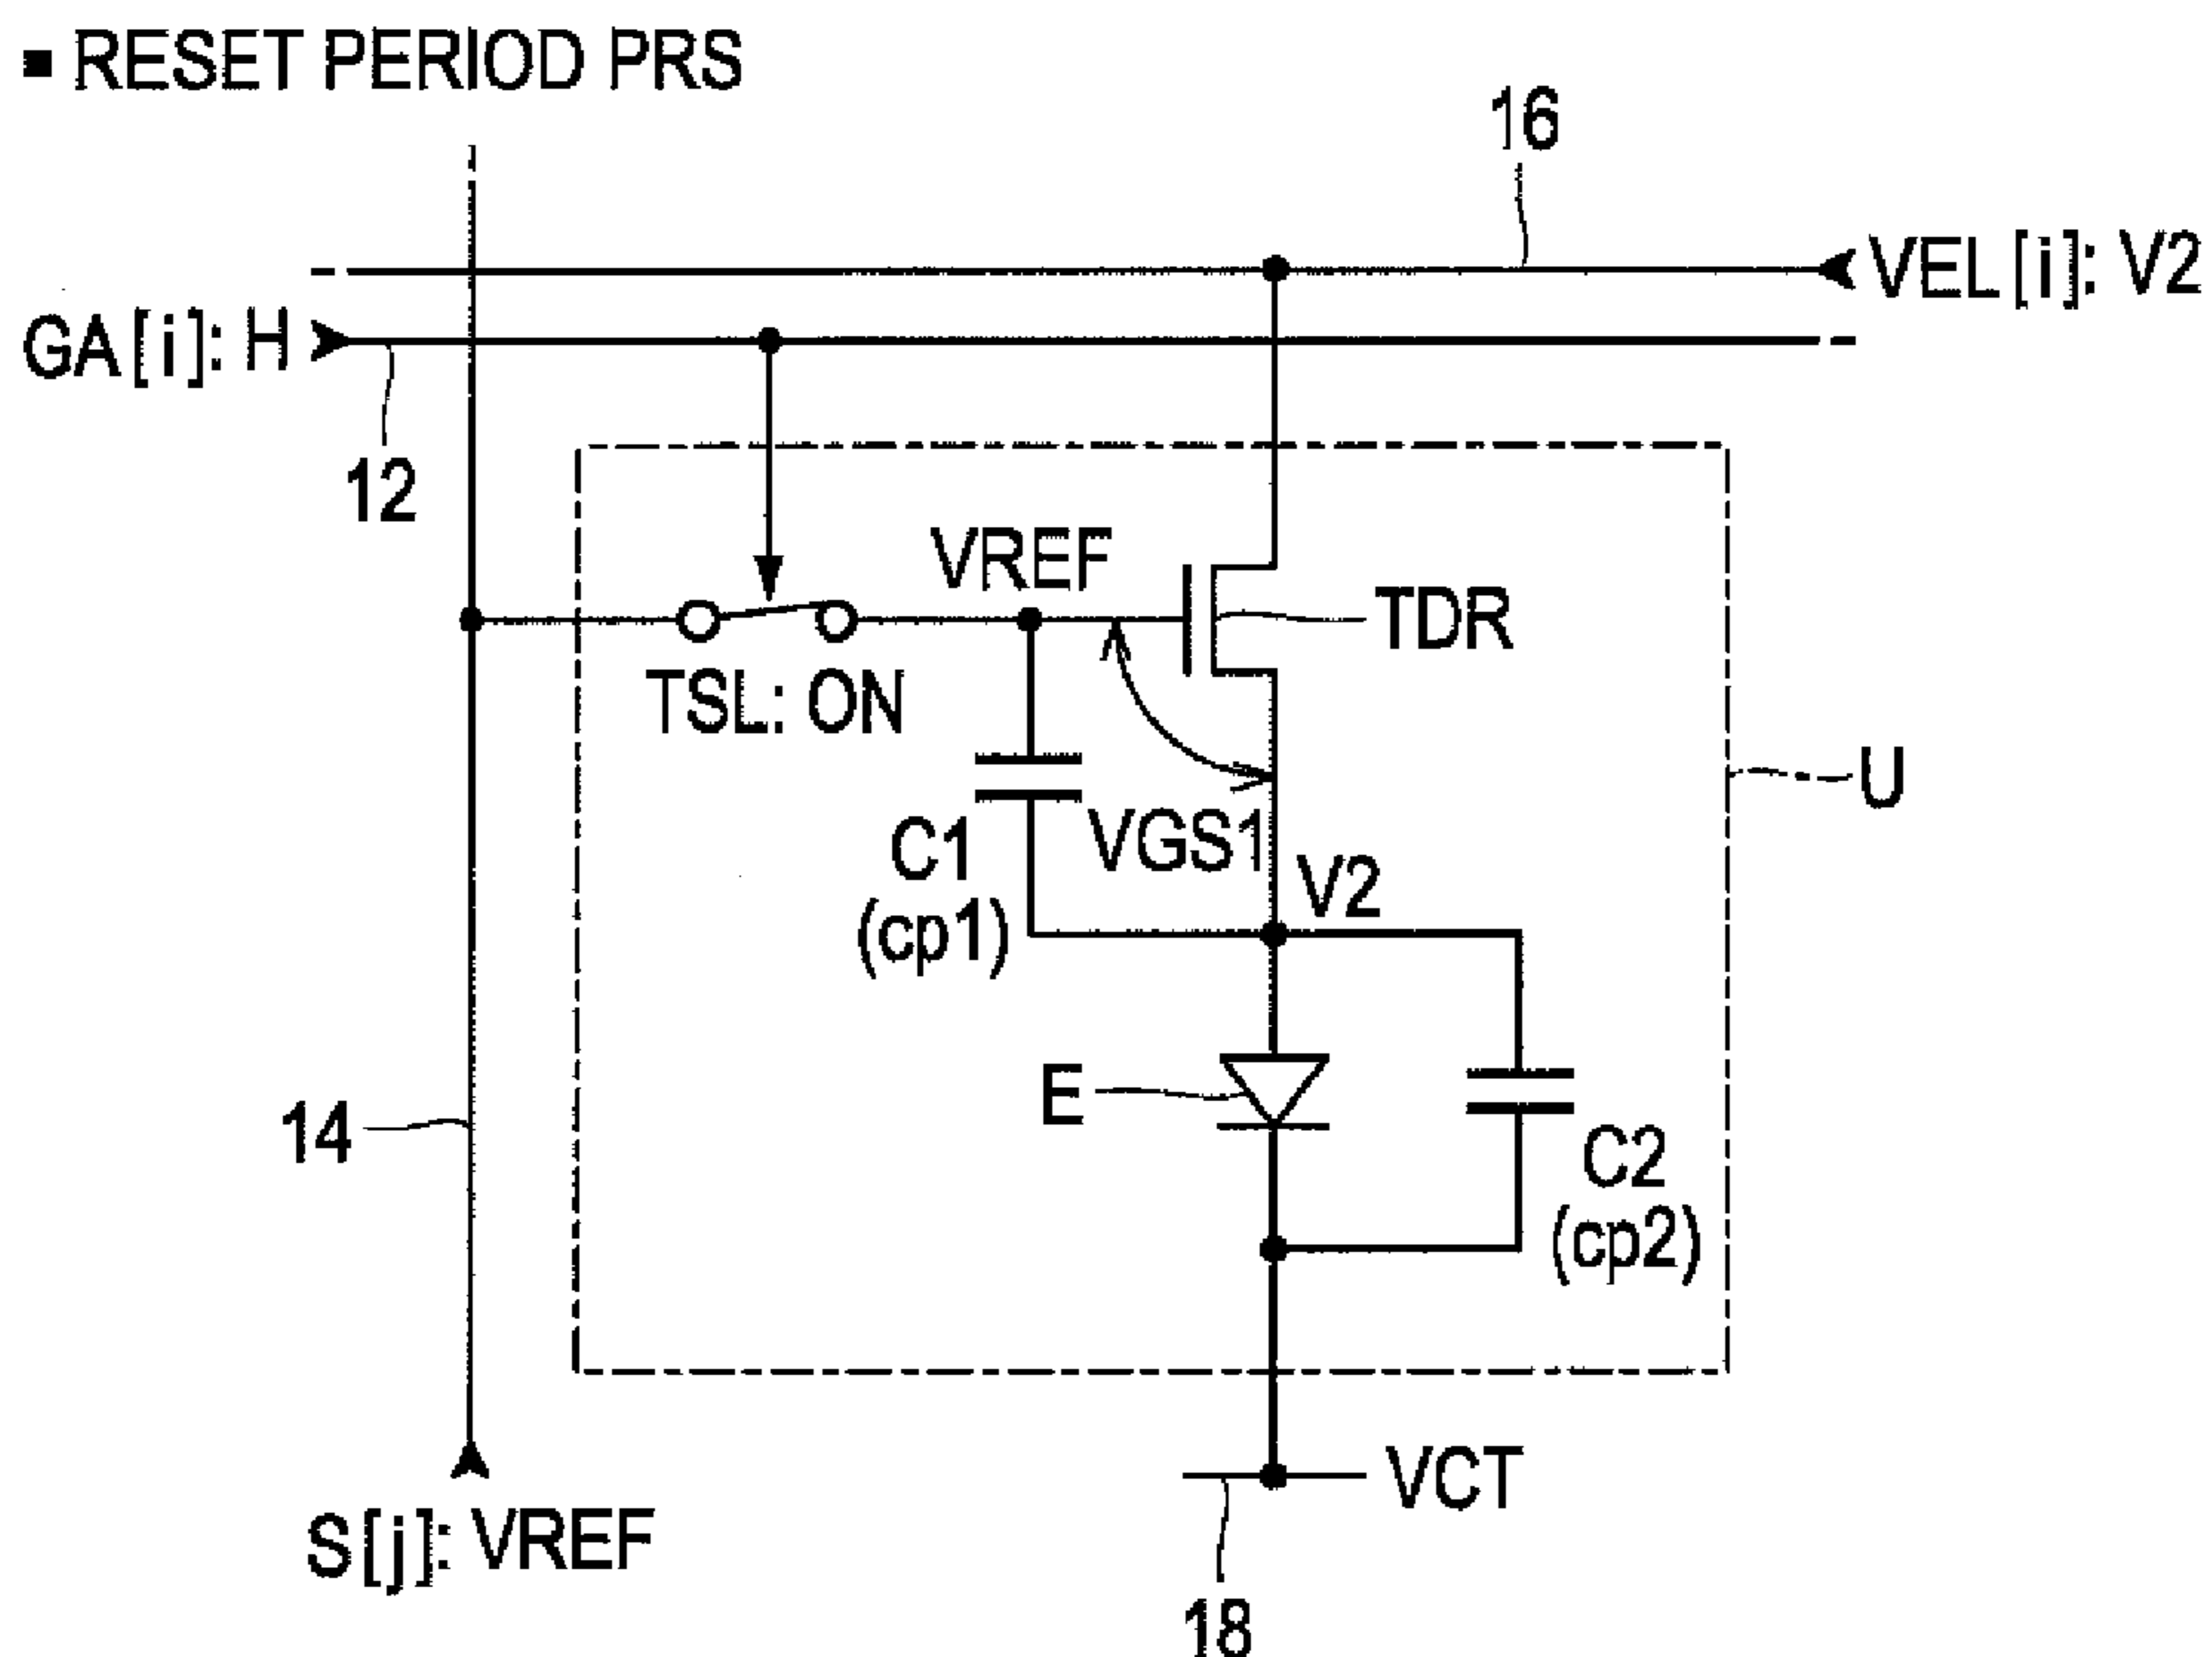 ▪ RESET PERIOD PRS
16
VEL[i]: V2
GA[i]: H
12
VREF
TDR
TSL: ON
U
C1
(cp1)
VGS1
V2
E
14
C2
(cp2)
VCT
S[j]: VREF
18